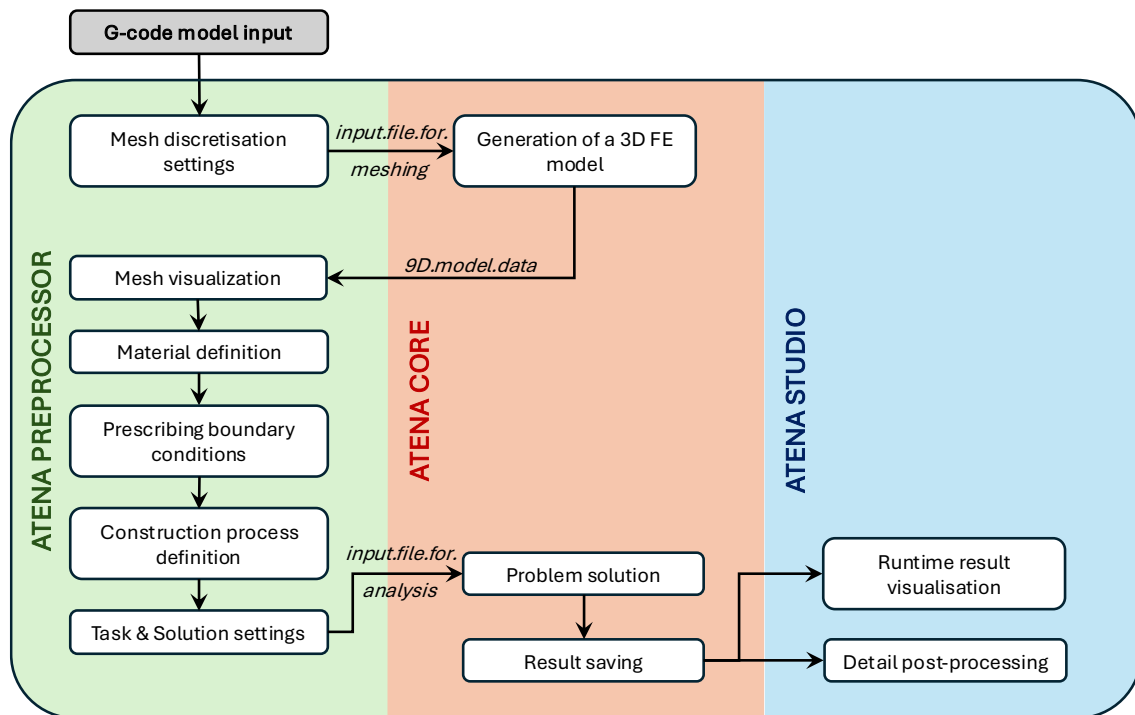 G-code model input
Mesh discretisation
settings
input.file.for.
meshing
Generation of a 3D FE
model
9D.model.data
Mesh visualization
Material definition
Prescribing boundary
conditions
Construction process
definition
Task & Solution settings
input.file.for.
analysis
Problem solution
Result saving
Runtime result
visualisation
Detail post-processing
ATENA PREPROCESSOR
ATENA CORE
ATENA STUDIO